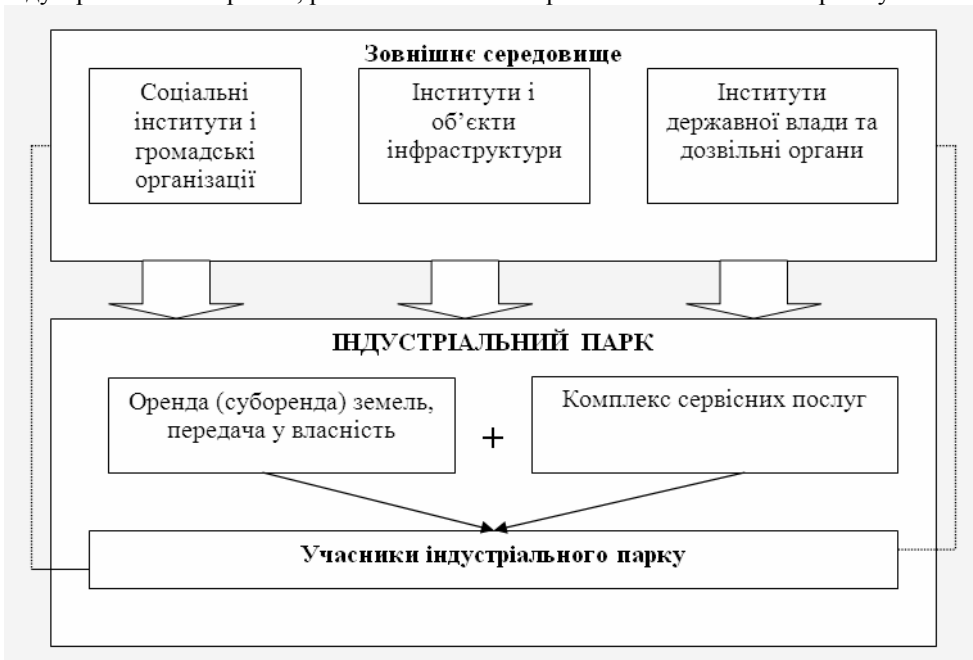 Зовнішнє середовище
Соціальні
інститути і
громадські
організації
Інститути і
об’єкти
інфраструктури
Інститути
державної влади та
дозвільні органи
ІНДУСТРІАЛЬНИЙ ПАРК
Оренда (суборенда) земель,
передача у власність
+
Комплекс сервісних послуг
Учасники індустріального парку